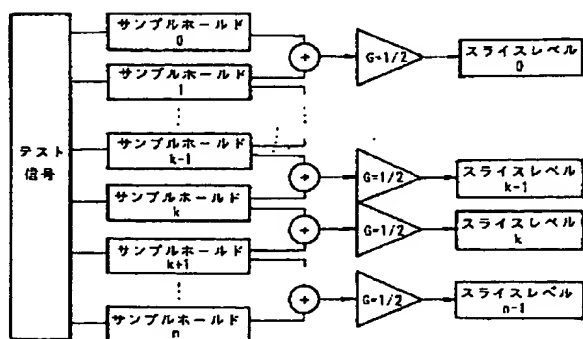 テスト
信号
サンプルホールド
0
サンプルホールド
1
サンプルホールド
k-1
サンプルホールド
k
サンプルホールド
k+1
サンプルホールド
n
+
+
+
+
G=1/2
G=1/2
G=1/2
G=1/2
スライスレベル
0
スライスレベル
k-1
スライスレベル
k
スライスレベル
n-1